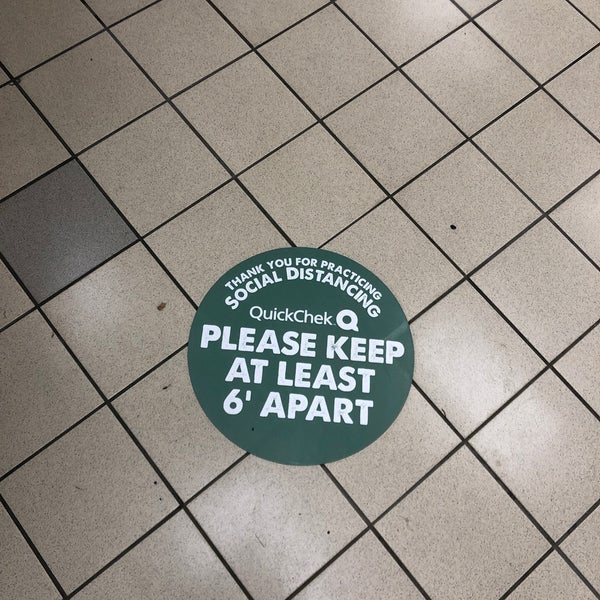 THANK YOU FOR PRACTICING
SOCIAL DISTANCING
QuickChek Q
PLEASE KEEP
AT LEAST
6' APART